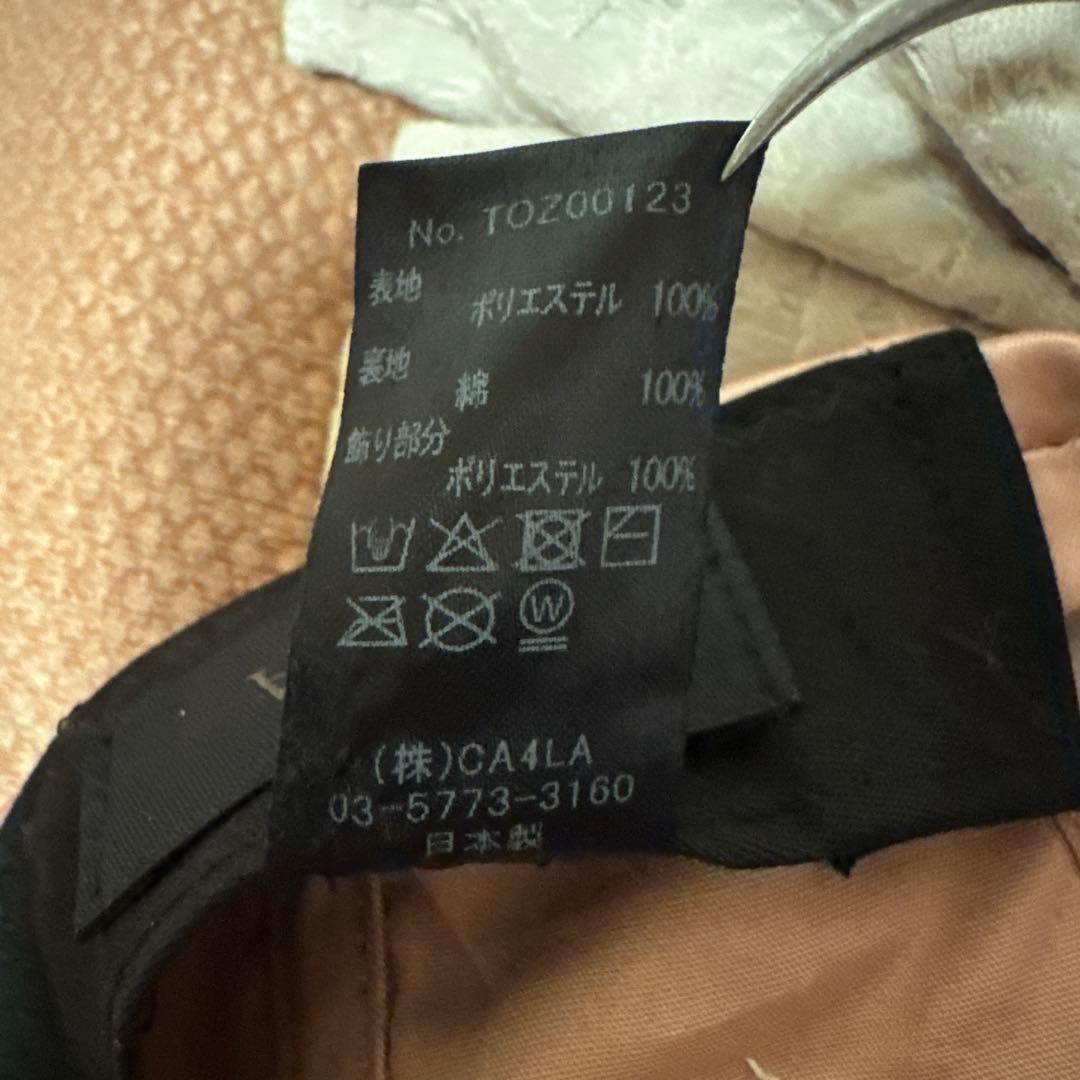 No. TOZ00123
表地
ポリエステル 100%
裏地
綿 100%
飾り部分
ポリエステル 100%
W
(株)CA4LA
03-5773-3160
日本製